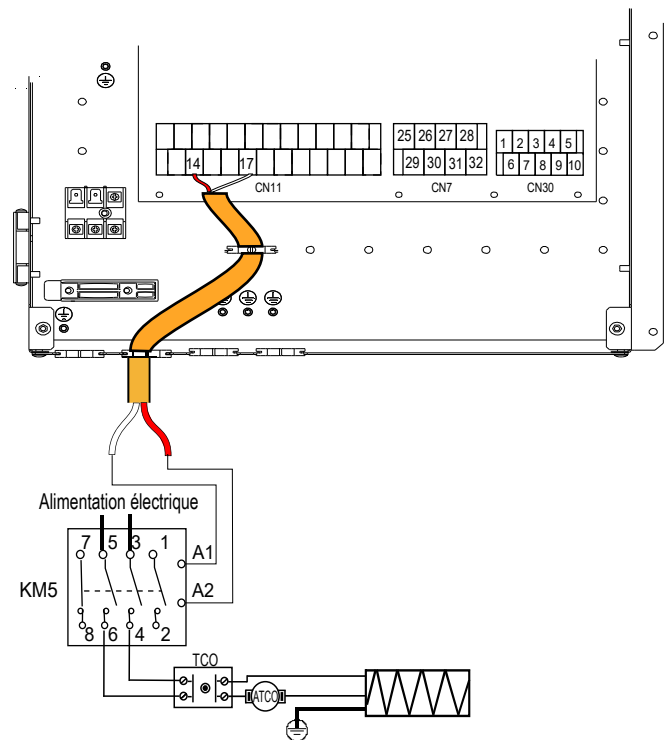 25 26 27 28
1 2 3 4 5
14 17
29 30 31 32
6 7 8 9 10
CN11
CN7
CN30
Alimentation électrique
7 5 3 1
A1
KM5
A2
8 6 4 2
TCO
ATCO